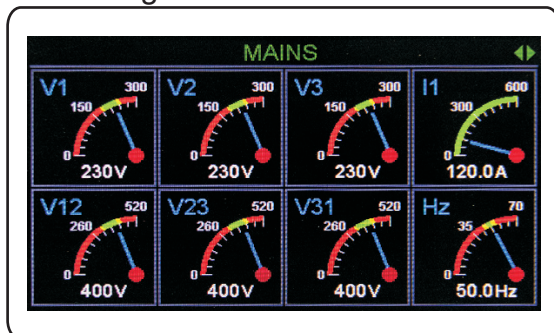 MAINS
V1 300 V2 300 V3 300 I1 600
150 150 150 300
0 0 0 0
230V 230V 230V 120.0A
V12 520 V23 520 V31 520 Hz 70
260 260 260 35
0 0 0 0
400V 400V 400V 50.0Hz